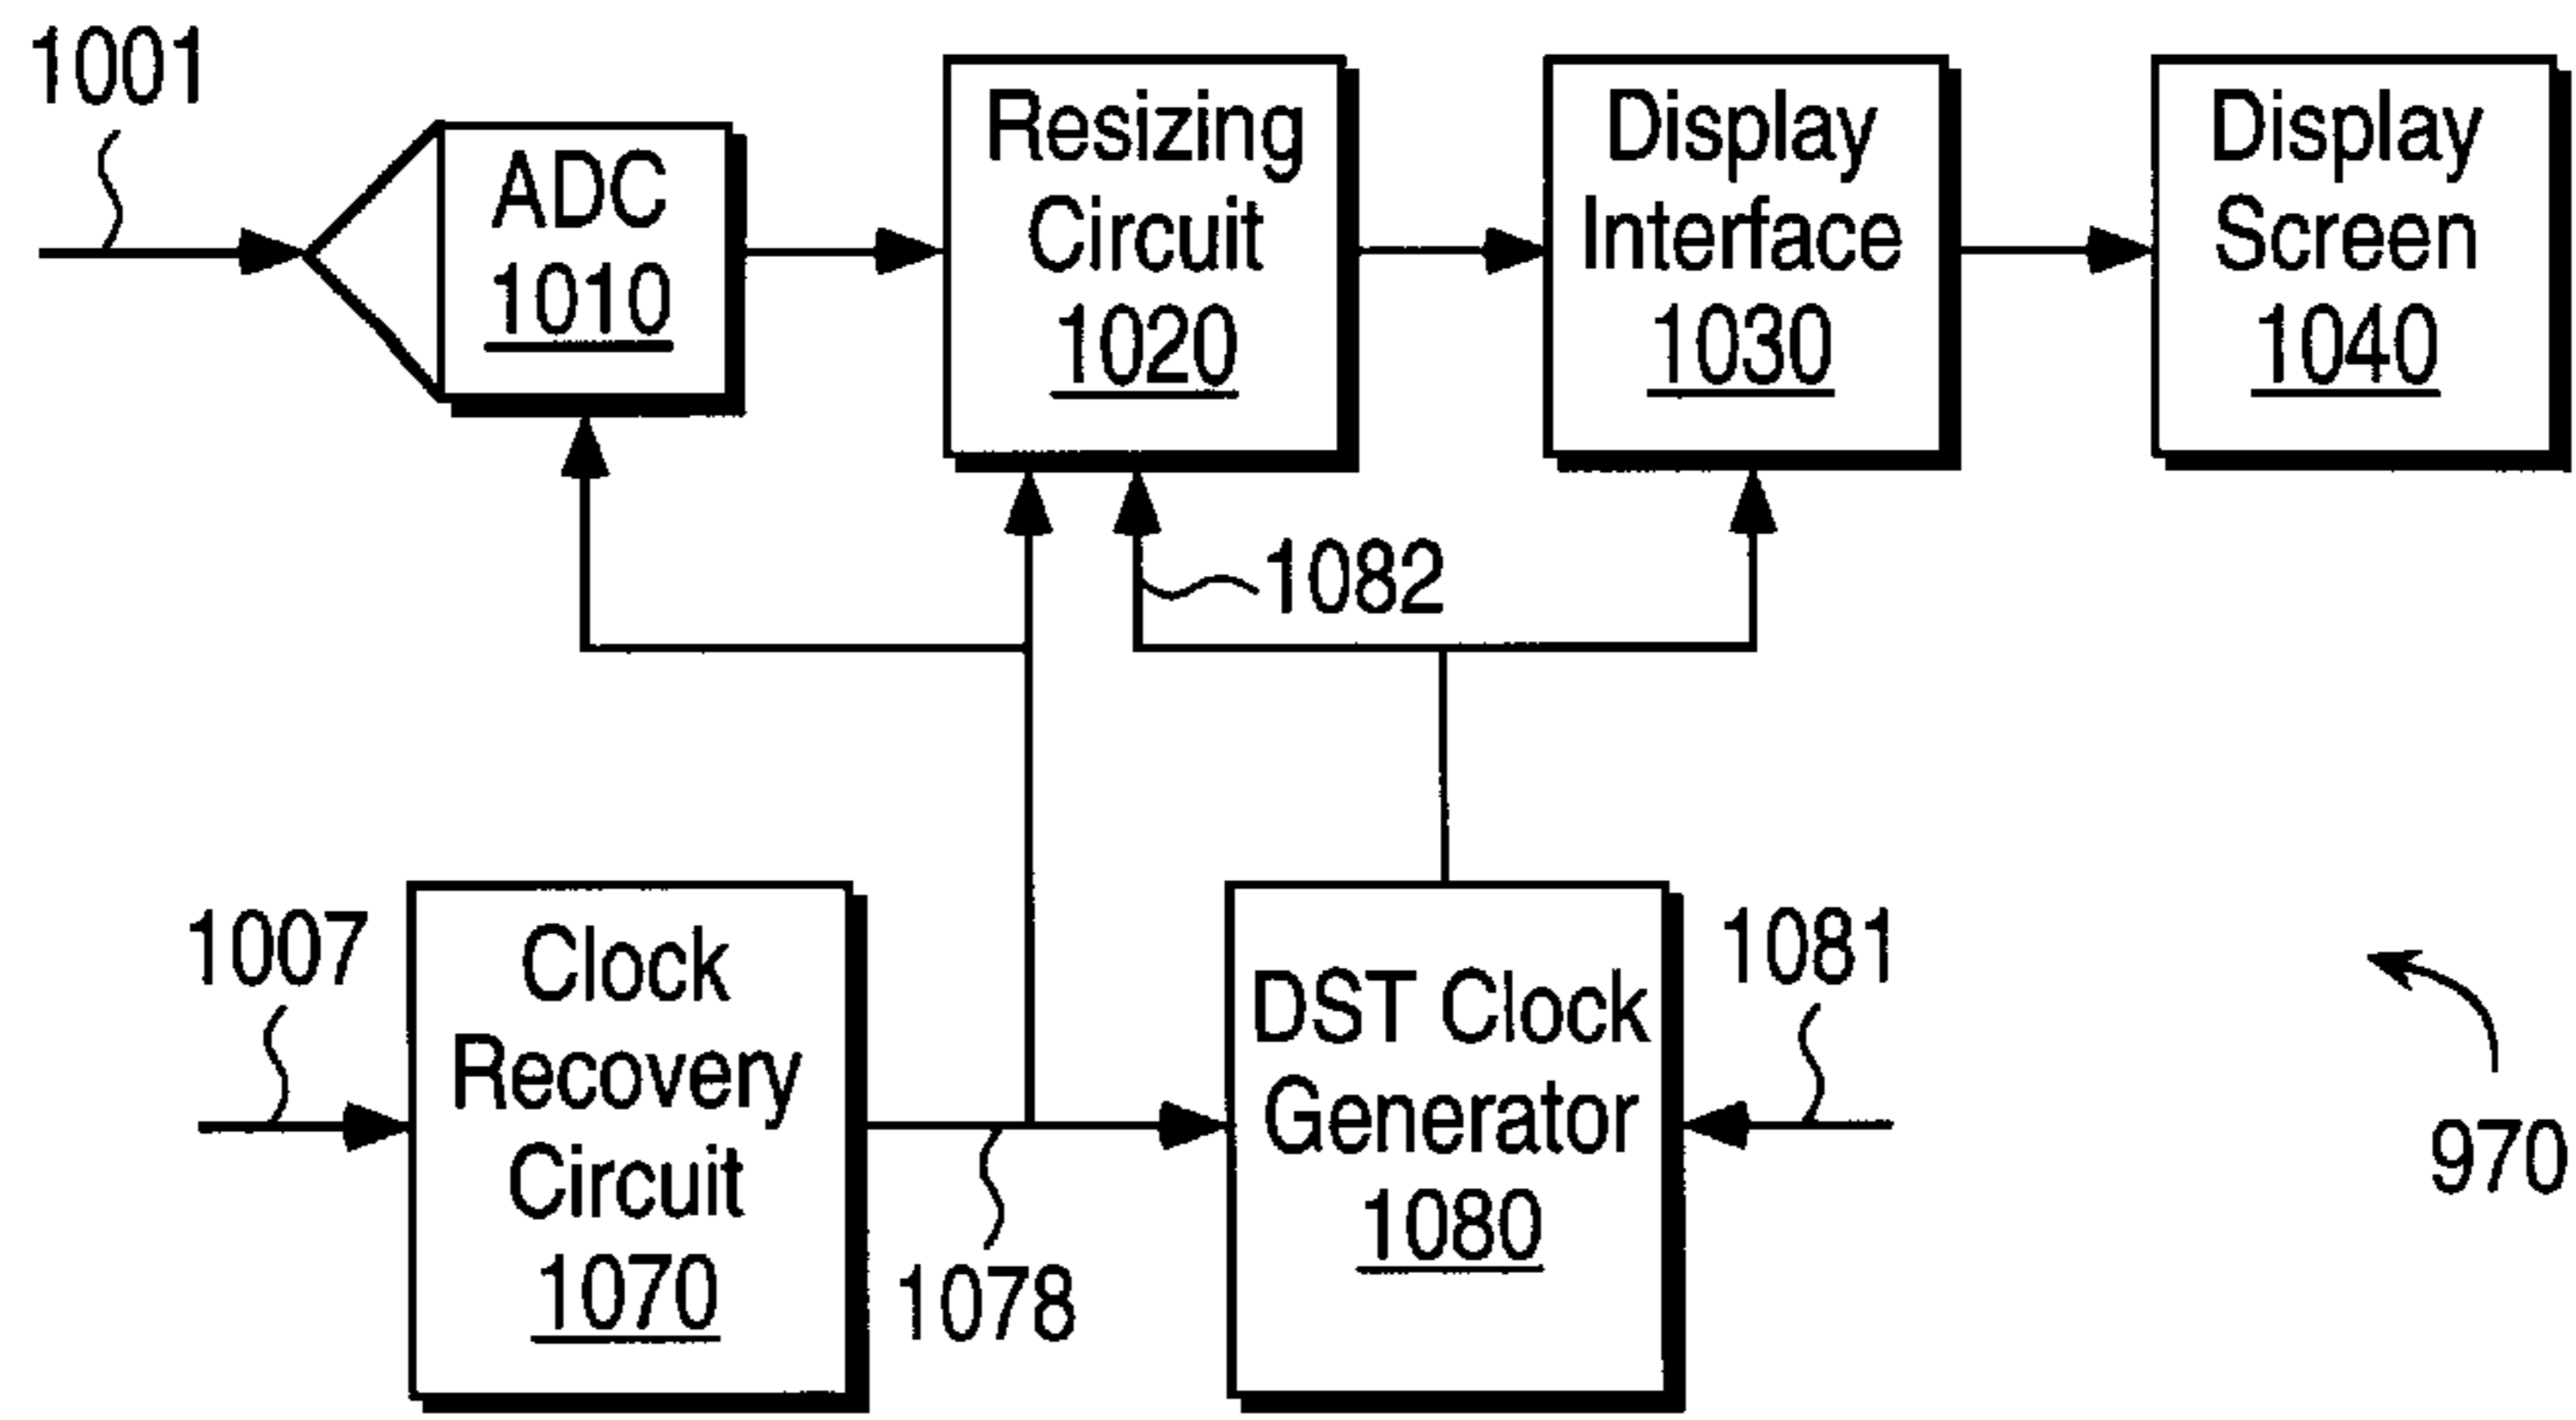 1001
ADC
1010
Resizing
Circuit
1020
Display
Interface
1030
Display
Screen
1040
1082
1007
Clock
Recovery
Circuit
1070
1078
DST Clock
Generator
1080
1081
970